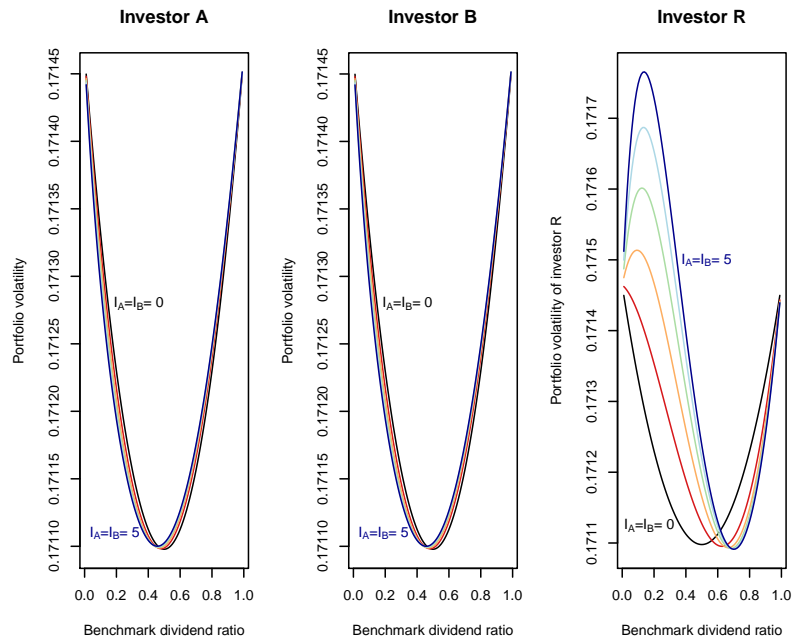 Investor A
Portfolio volatility
0.17145
0.17140
0.17135
0.17130
0.17125
0.17120
0.17115
0.17110
I_A=I_B= 0
I_A=I_B= 5
0.0 0.2 0.4 0.6 0.8 1.0
Benchmark dividend ratio
Investor B
Portfolio volatility
0.17145
0.17140
0.17135
0.17130
0.17125
0.17120
0.17115
0.17110
I_A=I_B= 0
I_A=I_B= 5
0.0 0.2 0.4 0.6 0.8 1.0
Benchmark dividend ratio
Investor R
Portfolio volatility of investor R
0.1717
0.1716
0.1715
0.1714
0.1713
0.1712
0.1711
I_A=I_B= 5
I_A=I_B= 0
0.0 0.2 0.4 0.6 0.8 1.0
Benchmark dividend ratio